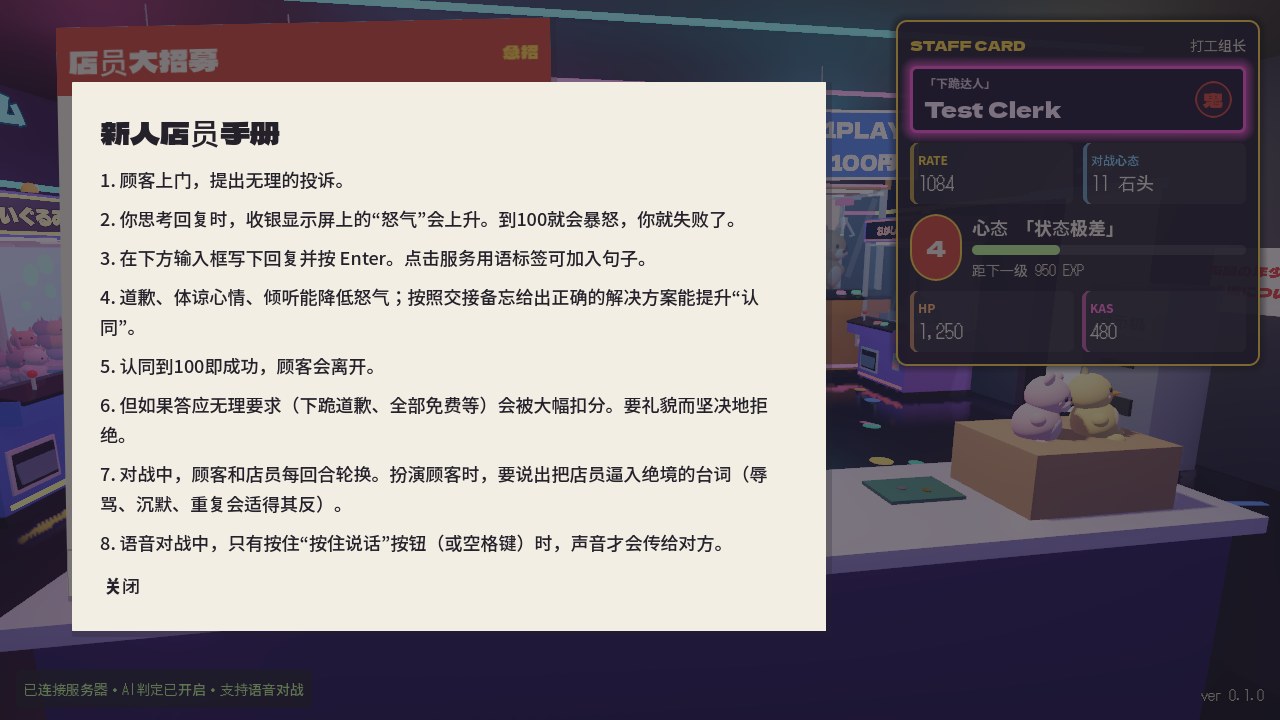 店员大招募
急招
新人店员手册
1. 顾客上门，提出无理的投诉。
2. 你思考回复时，收银显示屏上的“怒气”会上升。到100就会暴怒，你就失败了。
3. 在下方输入框写下回复并按 Enter。点击服务用语标签可加入句子。
4. 道歉、体谅心情、倾听能降低怒气；按照交接备忘给出正确的解决方案能提升“认
同”。
5. 认同到100即成功，顾客会离开。
6. 但如果答应无理要求（下跪道歉、全部免费等）会被大幅扣分。要礼貌而坚决地拒
绝。
7. 对战中，顾客和店员每回合轮换。扮演顾客时，要说出把店员逼入绝境的台词（辱
骂、沉默、重复会适得其反）。
8. 语音对战中，只有按住“按住说话”按钮（或空格键）时，声音才会传给对方。
关闭
STAFF CARD
打工组长
「下跪达人」
Test Clerk
RATE
1084
对战心态
11 石头
4
心态 「状态极差」
距下一级 950 EXP
HP
1,250
KAS
480
1PLAY
100円
いぐるみ
已连接服务器・AI判定已开启・支持语音对战
ver 0.1.0